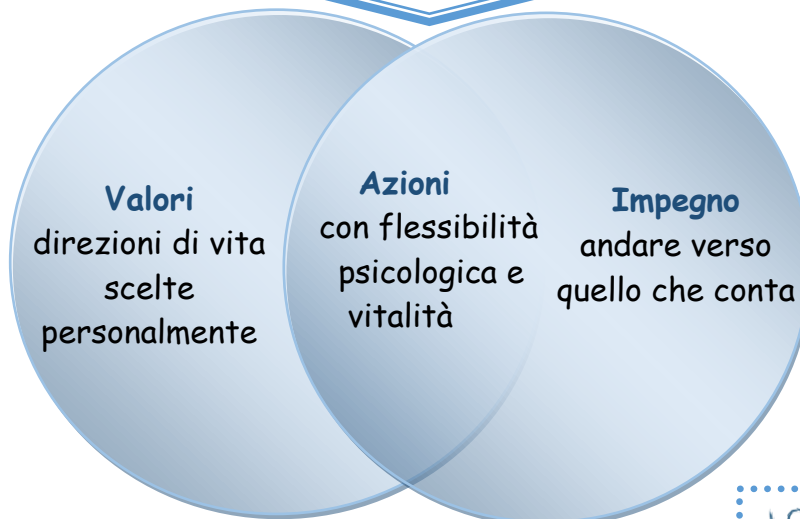 Valori
direzioni di vita
scelte
personalmente
Azioni
con flessibilità
psicologica e
vitalità
Impegno
andare verso
quello che conta